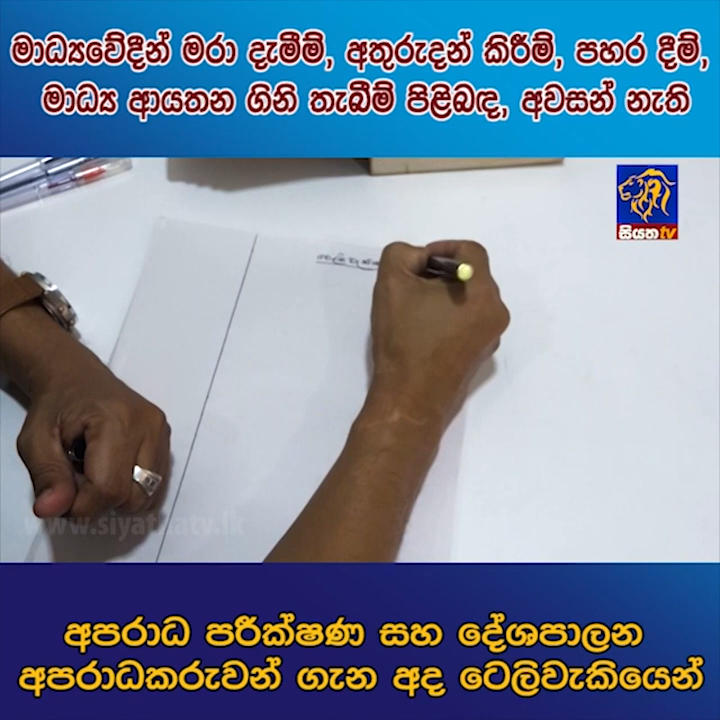 මාධ්‍යවේදීන් මරා දැමීම්, අතුරුදන් කිරීම්, පහර දීම්,
මාධ්‍ය ආයතන ගිනි තැබීම් පිළිබඳ, අවසන් නැති
සියත tv
www.siyathatv.lk
අපරාධ පරීක්ෂණ සහ දේශපාලන
අපරාධකරුවන් ගැන අද ටෙලිවැකියෙන්